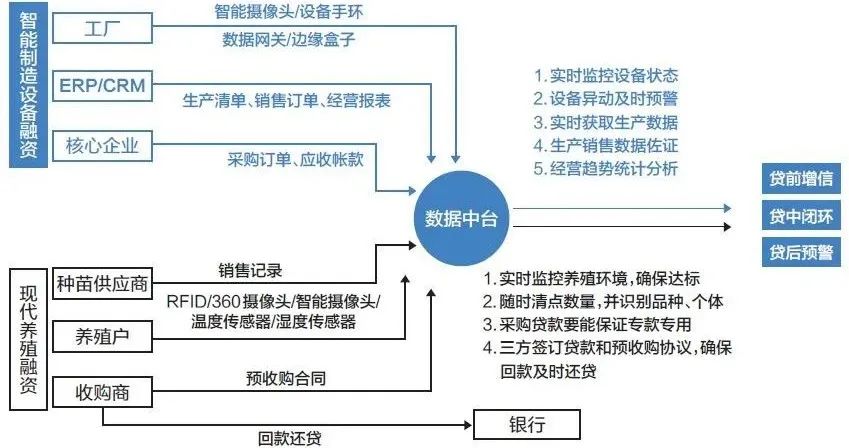 智能制造设备融资
工厂
智能摄像头/设备手环
数据网关/边缘盒子
ERP/CRM
生产清单、销售订单、经营报表
核心企业
采购订单、应收帐款
数据中台
1.实时监控设备状态
2.设备异动及时预警
3.实时获取生产数据
4.生产销售数据佐证
5.经营趋势统计分析
贷前增信
贷中闭环
贷后预警
现代养殖融资
种苗供应商
销售记录
RFID/360摄像头/智能摄像头/
温度传感器/湿度传感器
养殖户
收购商
预收购合同
回款还贷
银行
1.实时监控养殖环境,确保达标
2.随时清点数量,并识别品种、个体
3.采购贷款要能保证专款专用
4.三方签订贷款和预收购协议,确保
回款及时还贷